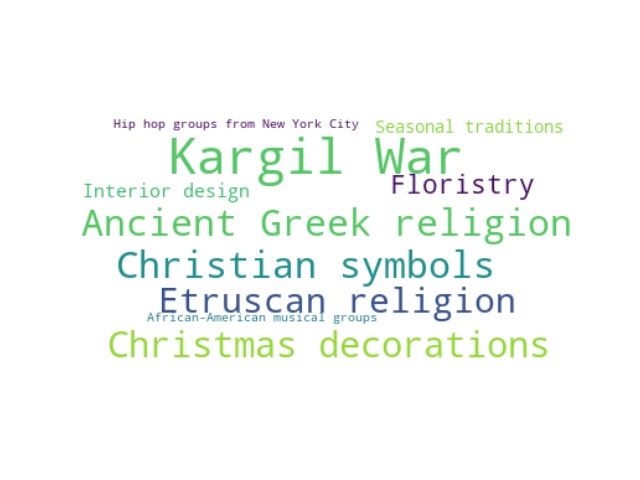 Hip hop groups from New York City
Seasonal traditions
Kargil War
Floristry
Interior design
Ancient Greek religion
Christian symbols
Etruscan religion
African-American musical groups
Christmas decorations